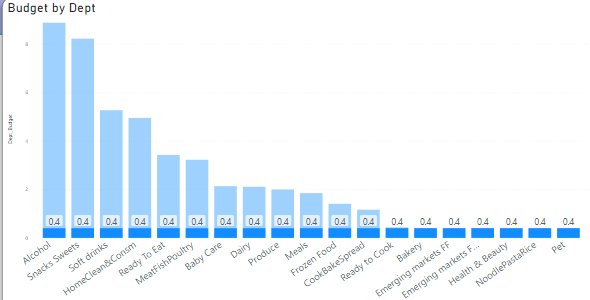 Budget by Dept
Dept_Budget
8
6
4
2
0
0.4 0.4 0.4 0.4 0.4 0.4 0.4 0.4 0.4 0.4 0.4 0.4 0.4 0.4 0.4 0.4 0.4 0.4 0.4
Alcohol
Snacks Sweets
Soft drinks
HomeClean&Consm
Ready To Eat
MeatFishPoultry
Baby Care
Dairy
Produce
Meals
Frozen Food
CookBakeSpread
Ready to Cook
Bakery
Emerging markets FF
Emerging markets F...
Health & Beauty
NoodlePastaRice
Pet